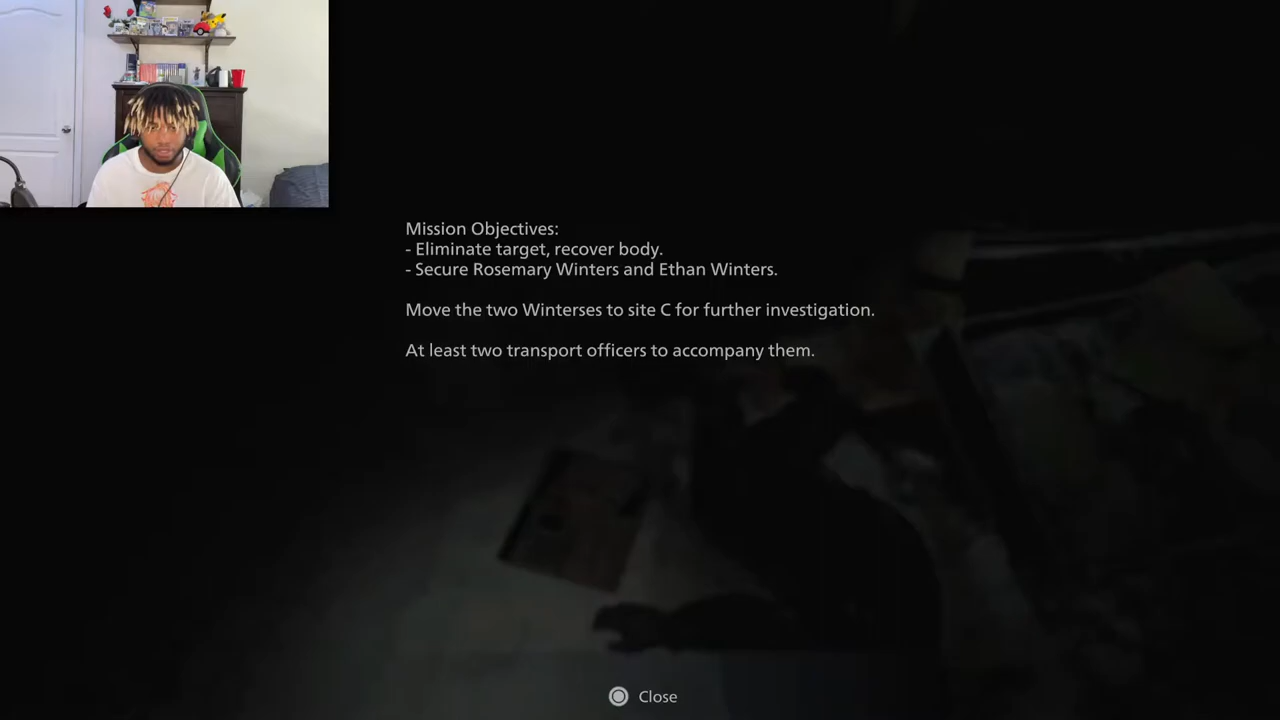 Mission Objectives:
- Eliminate target, recover body.
- Secure Rosemary Winters and Ethan Winters.
Move the two Winterses to site C for further investigation.
At least two transport officers to accompany them.
Close